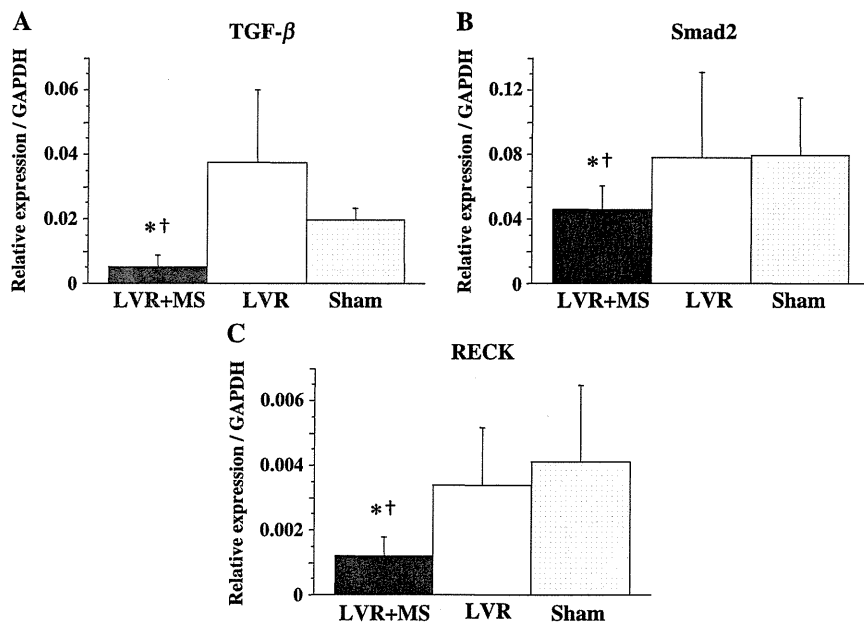 A
TGF-β
Relative expression / GAPDH
0.06
0.04
0.02
0
*†
LVR+MS LVR Sham
B
Smad2
Relative expression / GAPDH
0.12
0.08
0.04
0
*†
LVR+MS LVR Sham
C
RECK
Relative expression / GAPDH
0.006
0.004
0.002
0
*†
LVR+MS LVR Sham